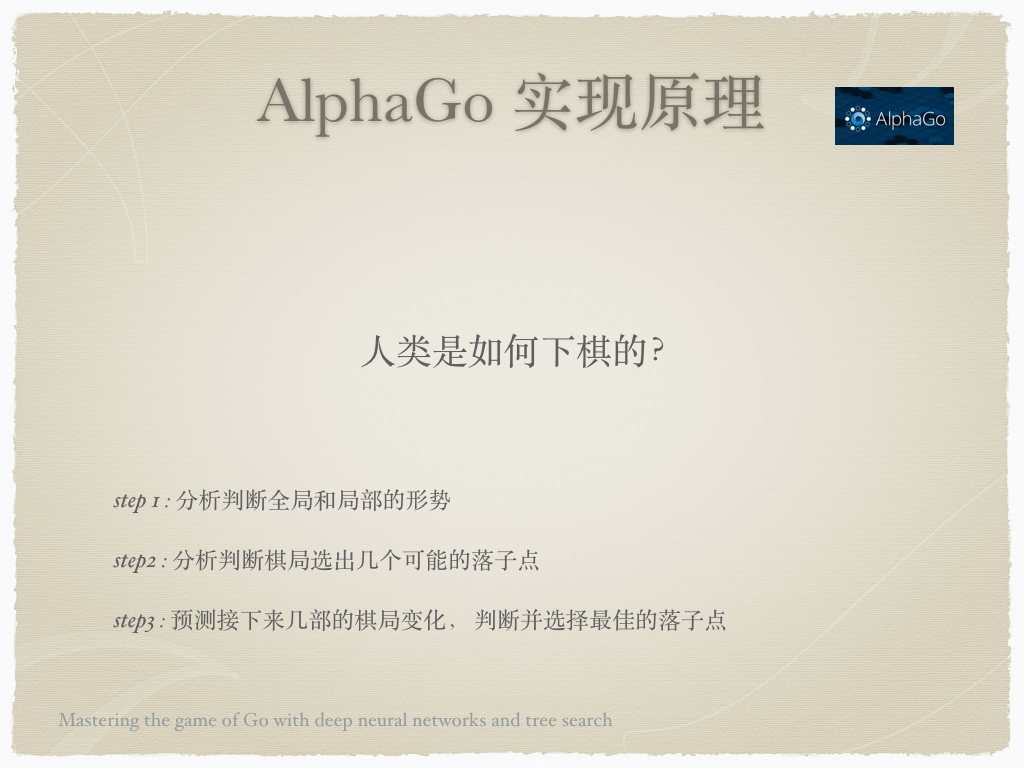 AlphaGo 实现原理
AlphaGo
人类是如何下棋的?
step 1 : 分析判断全局和局部的形势
step2 : 分析判断棋局选出几个可能的落子点
step3 : 预测接下来几部的棋局变化, 判断并选择最佳的落子点
Mastering the game of Go with deep neural networks and tree search